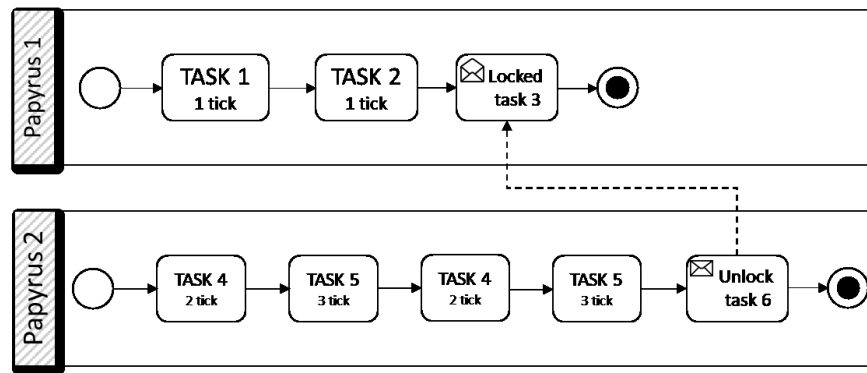 Papyrus 1
TASK 1
1 tick
TASK 2
1 tick
Locked
task 3
Papyrus 2
TASK 4
2 tick
TASK 5
3 tick
TASK 4
2 tick
TASK 5
3 tick
Unlock
task 6